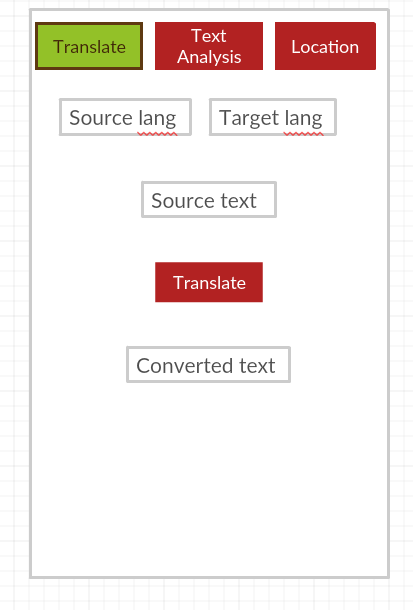 Translate
Text
Analysis
Location
Source lang
Target lang
Source text
Translate
Converted text